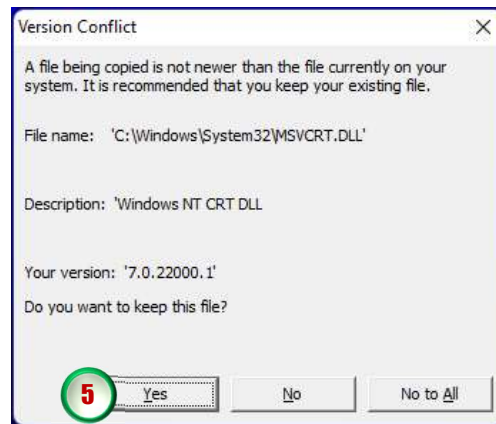 Version Conflict
A file being copied is not newer than the file currently on your
system. It is recommended that you keep your existing file.
File name: 'C:\Windows\System32\MSVCRT.DLL'
Description: 'Windows NT CRT DLL
Your version: '7.0.22000.1'
Do you want to keep this file?
5 Yes No No to All